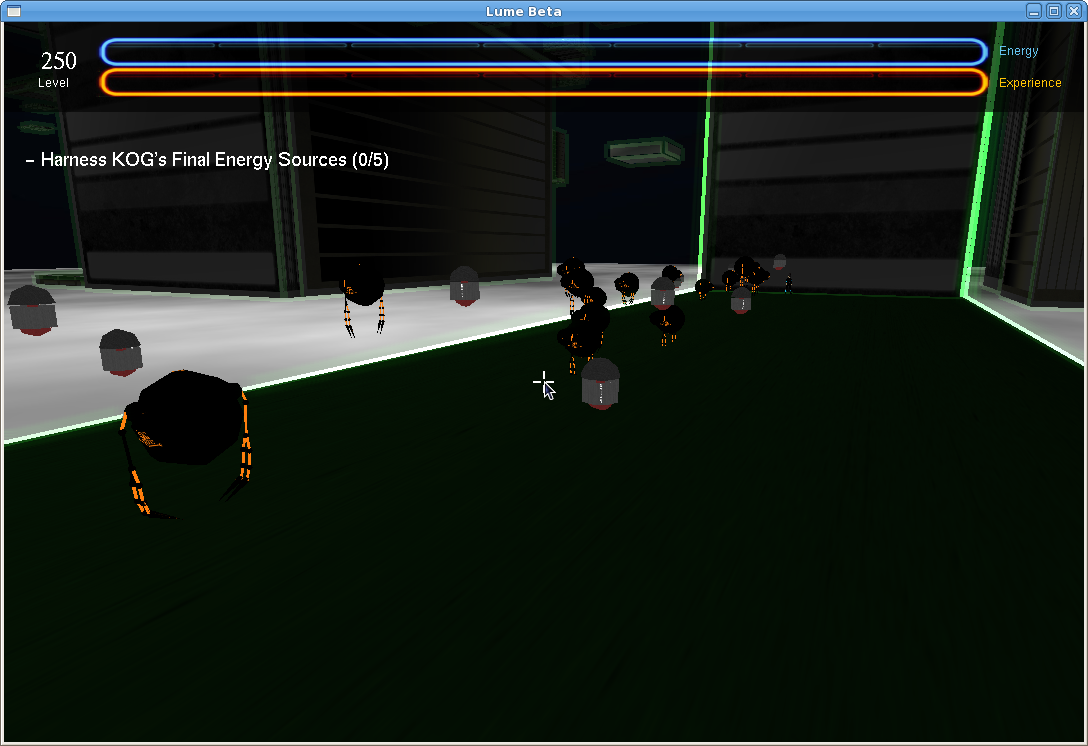 Lume Beta
250
Level
Energy
Experience
– Harness KOG's Final Energy Sources (0/5)